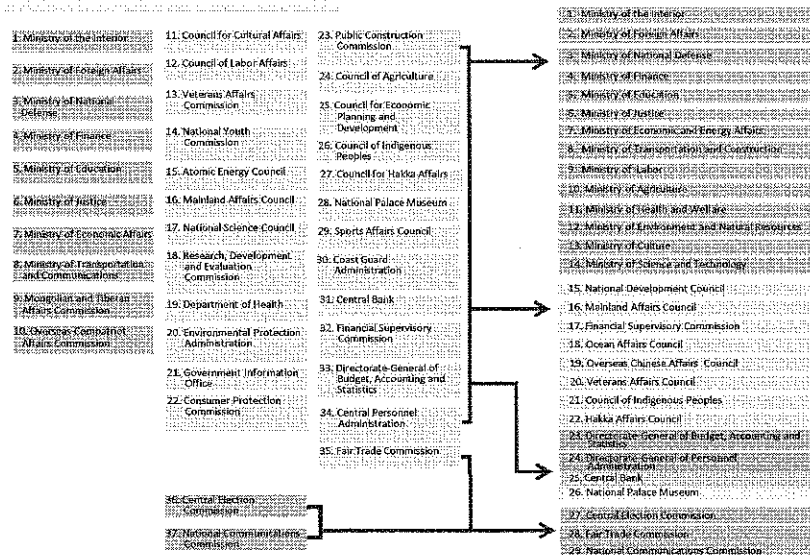 1. Ministry of the Interior
2. Ministry of Foreign Affairs
3. Ministry of National
Defense
4. Ministry of Finance
5. Ministry of Education
6. Ministry of Justice
7. Ministry of Economic Affairs
8. Ministry of Transportation
and Communications
9. Mongolian and Tibetan
Affairs Commission
10. Overseas Compatriot
Affairs Commission
11. Council for Cultural Affairs
12. Council of Labor Affairs
13. Veterans Affairs
Commission
14. National Youth
Commission
15. Atomic Energy Council
16. Mainland Affairs Council
17. National Science Council
18. Research, Development
and Evaluation
Commission
19. Department of Health
20. Environmental Protection
Administration
21. Government Information
Office
22. Consumer Protection
Commission
23. Public Construction
Commission
24. Council of Agriculture
25. Council for Economic
Planning and
Development
26. Council of Indigenous
Peoples
27. Council for Hakka Affairs
28. National Palace Museum
29. Sports Affairs Council
30. Coast Guard
Administration
31. Central Bank
32. Financial Supervisory
Commission
33. Directorate-General of
Budget, Accounting and
Statistics
34. Central Personnel
Administration
35. Fair Trade Commission
36. Central Election
Commission
37. National Communications
Commission
1. Ministry of the Interior
2. Ministry of Foreign Affairs
3. Ministry of National Defense
4. Ministry of Finance
5. Ministry of Education
6. Ministry of Justice
7. Ministry of Economic and Energy Affairs
8. Ministry of Transportation and Construction
9. Ministry of Labor
10. Ministry of Agriculture
11. Ministry of Health and Welfare
12. Ministry of Environment and Natural Resources
13. Ministry of Culture
14. Ministry of Science and Technology
15. National Development Council
16. Mainland Affairs Council
17. Financial Supervisory Commission
18. Ocean Affairs Council
19. Overseas Chinese Affairs Council
20. Veterans Affairs Council
21. Council of Indigenous Peoples
22. Hakka Affairs Council
23. Directorate-General of Budget, Accounting and
Statistics
24. Directorate-General of Personnel
Administration
25. Central Bank
26. National Palace Museum
27. Central Election Commission
28. Fair Trade Commission
29. National Communications Commission